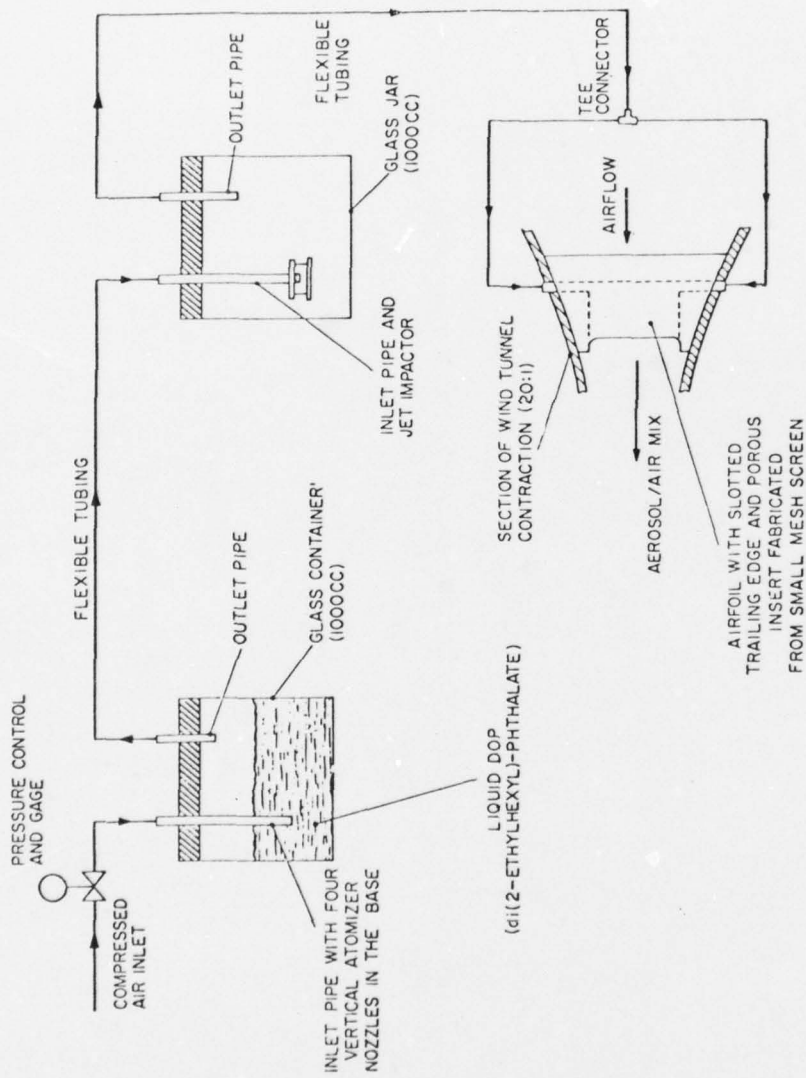 PRESSURE CONTROL
AND GAGE
COMPRESSED
AIR INLET
FLEXIBLE TUBING
OUTLET PIPE
GLASS CONTAINER'
(1000CC)
INLET PIPE WITH FOUR
VERTICAL ATOMIZER
NOZZLES IN THE BASE
LIQUID DOP
(di(2-ETHYLHEXYL)-PHTHALATE)
OUTLET PIPE
FLEXIBLE
TUBING
GLASS JAR
(1000CC)
INLET PIPE AND
JET IMPACTOR
TEE
CONNECTOR
AIRFLOW
SECTION OF WIND TUNNEL
CONTRACTION (20:1)
AEROSOL/AIR MIX
AIRFOIL WITH SLOTTED
TRAILING EDGE AND POROUS
INSERT FABRICATED
FROM SMALL MESH SCREEN